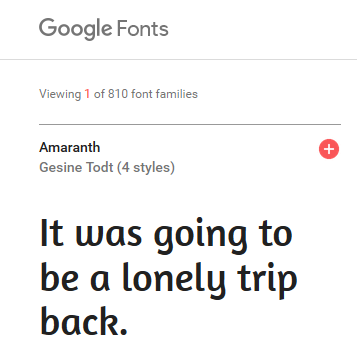 Google Fonts
Viewing 1 of 810 font families
Amaranth
Gesine Todt (4 styles)
It was going to
be a lonely trip
back.